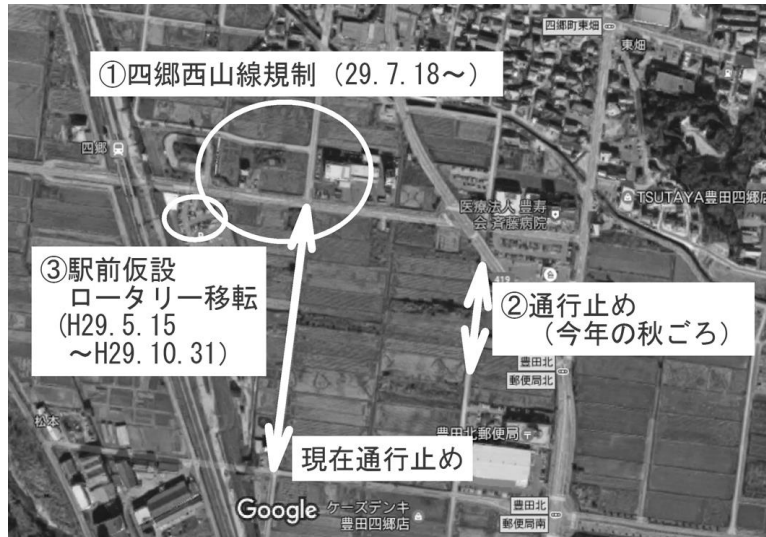 四郷町東畑
東畑
①四郷西山線規制（29.7.18～）
四郷
TSUTAYA豊田四郷店
医療法人 豊寿
会 斉藤病院
419
③駅前仮設
ロータリー移転
（H29.5.15
～H29.10.31）
②通行止め
（今年の秋ごろ）
豊田北
郵便局北
松本
豊田北郵便局
現在通行止め
Google
ケーズデンキ
豊田四郷店
豊田北
郵便局南